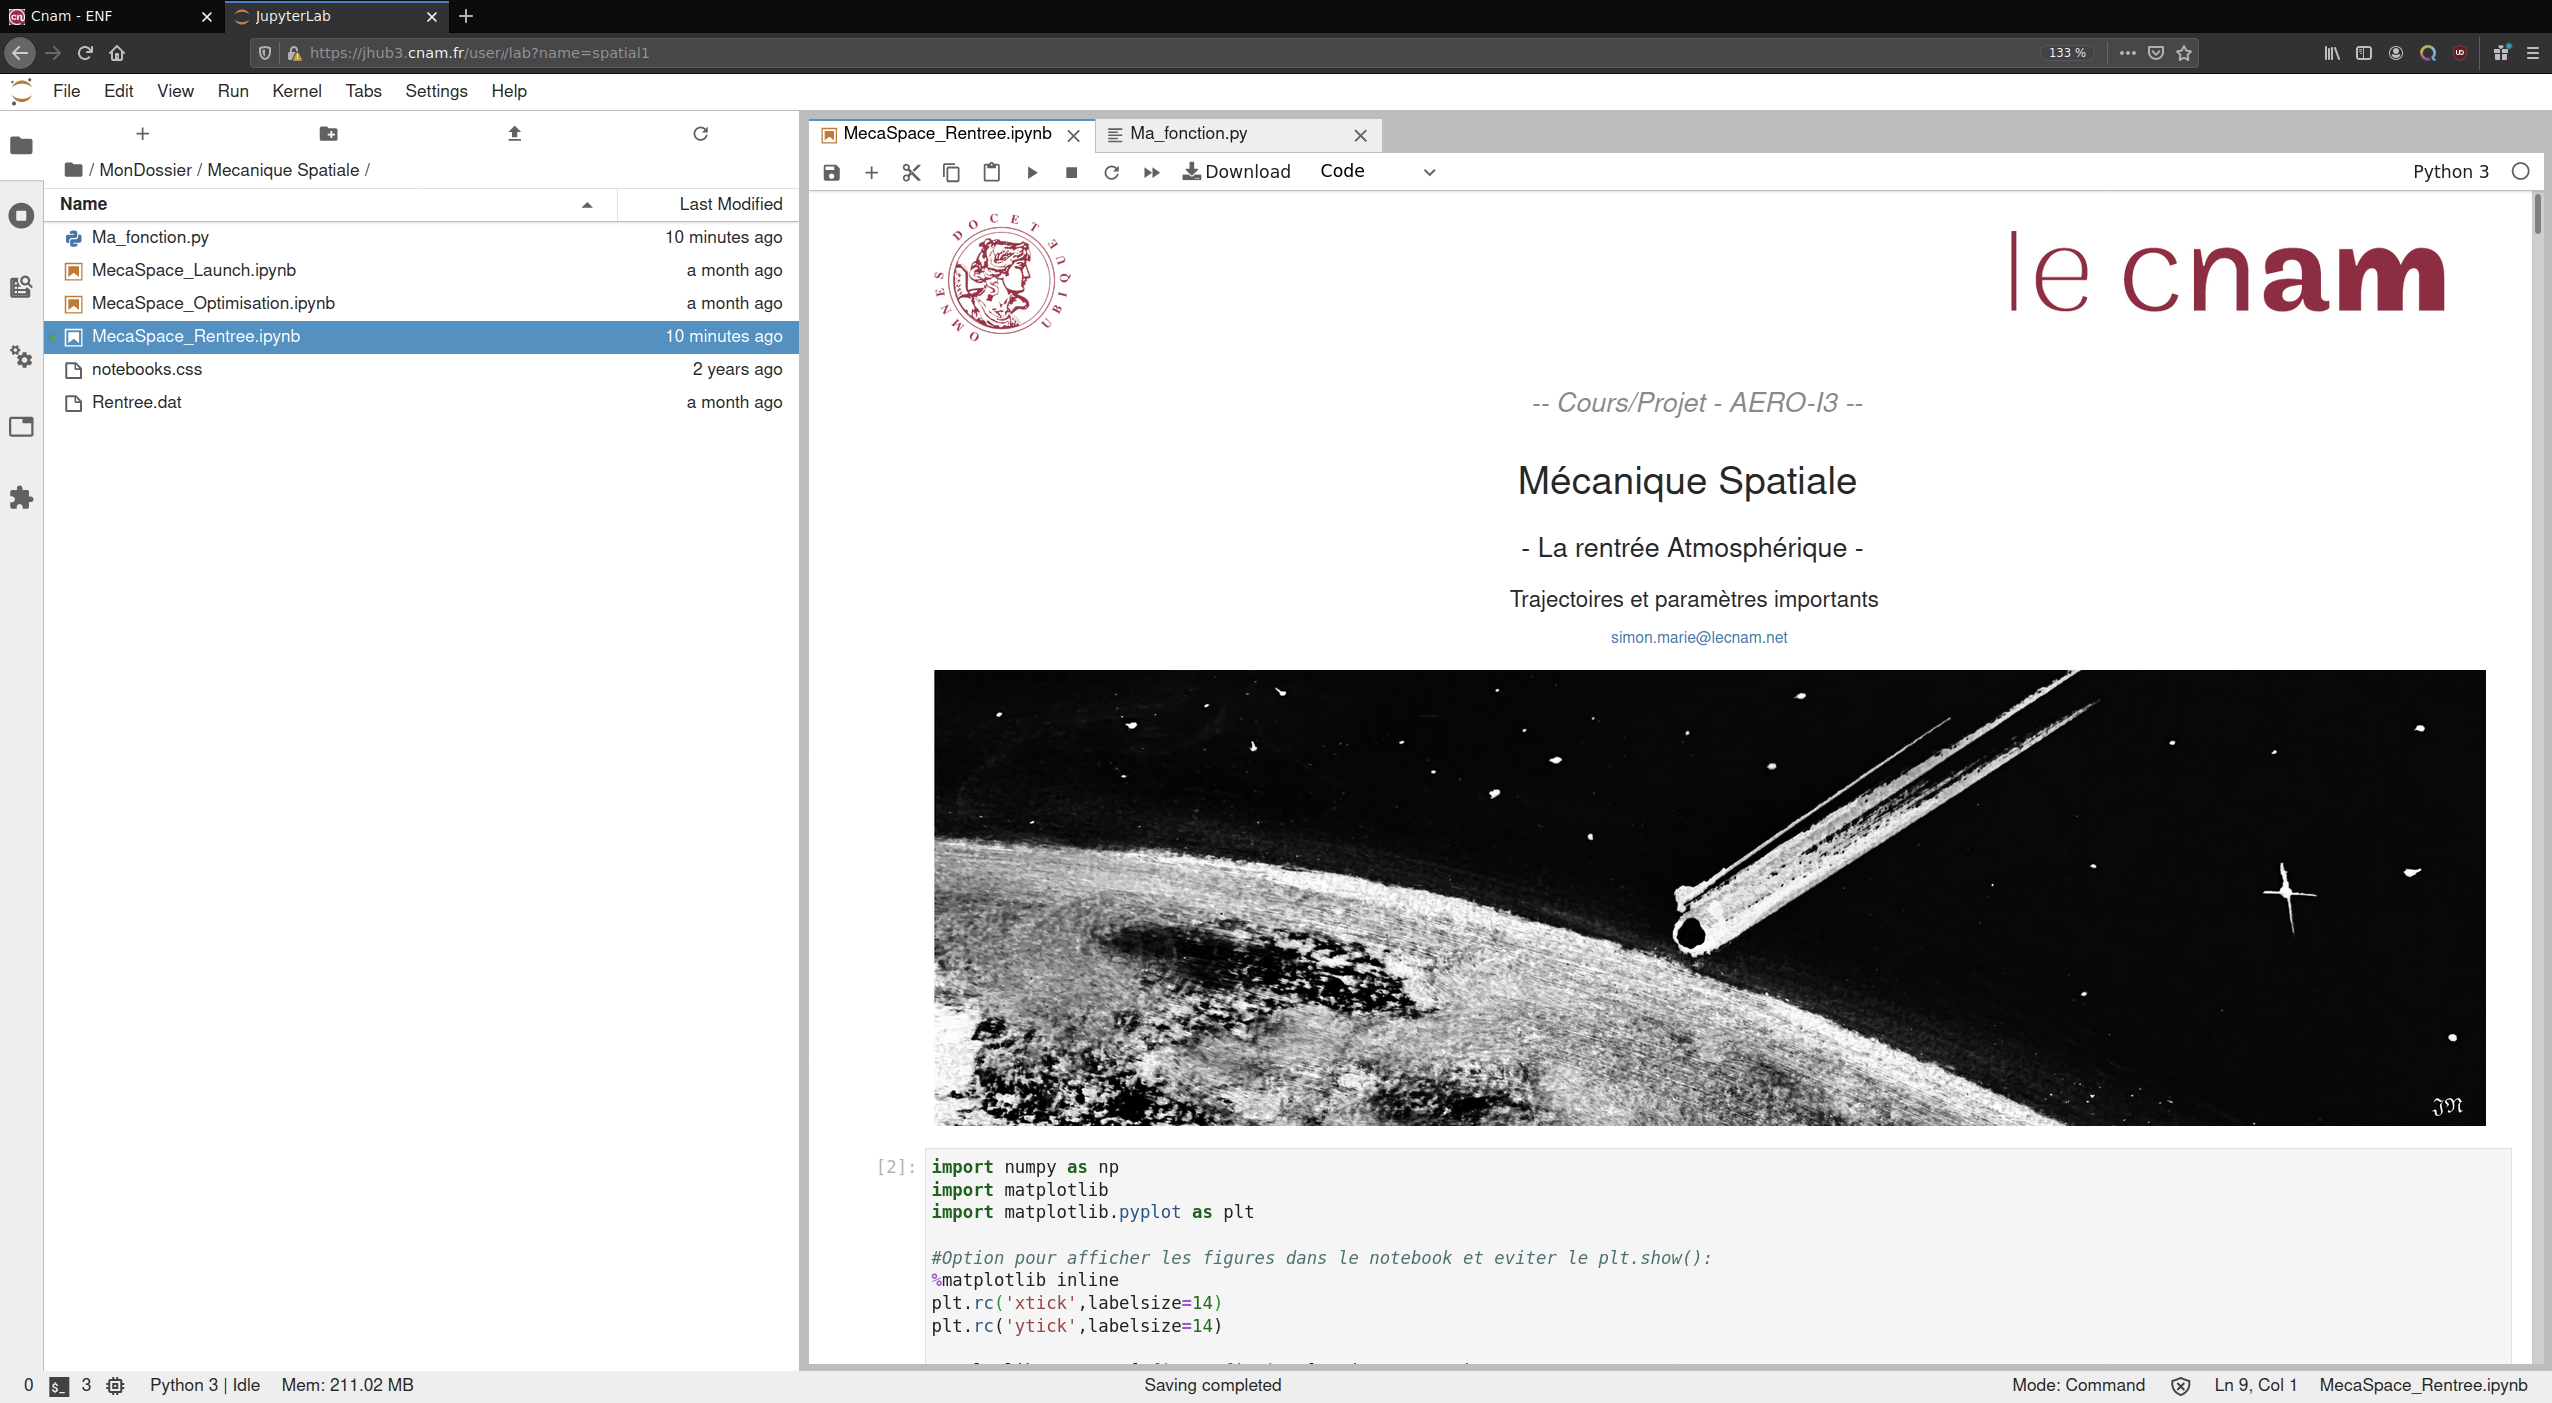 Cnam - ENF
JupyterLab
https://jhub3.cnam.fr/user//lab?name=spatial1
133 %
File Edit View Run Kernel Tabs Settings Help
/ MonDossier / Mecanique Spatiale /
Name Last Modified
Ma_fonction.py 10 minutes ago
MecaSpace_Launch.ipynb a month ago
MecaSpace_Optimisation.ipynb a month ago
MecaSpace_Rentree.ipynb 10 minutes ago
notebooks.css 2 years ago
Rentree.dat a month ago
MecaSpace_Rentree.ipynb
Ma_fonction.py
Download Code Python 3
DOCET OMNES UBIQUE
le cnam
-- Cours/Projet - AERO-I3 --
Mécanique Spatiale
- La rentrée Atmosphérique -
Trajectoires et paramètres importants
simon.marie@lecnam.net
JN
[2]:
import numpy as np
import matplotlib
import matplotlib.pyplot as plt
#Option pour afficher les figures dans le notebook et eviter le plt.show():
%matplotlib inline
plt.rc('xtick',labelsize=14)
plt.rc('ytick',labelsize=14)
0 $_ 3 Python 3 | Idle Mem: 211.02 MB Saving completed Mode: Command Ln 9, Col 1 MecaSpace_Rentree.ipynb